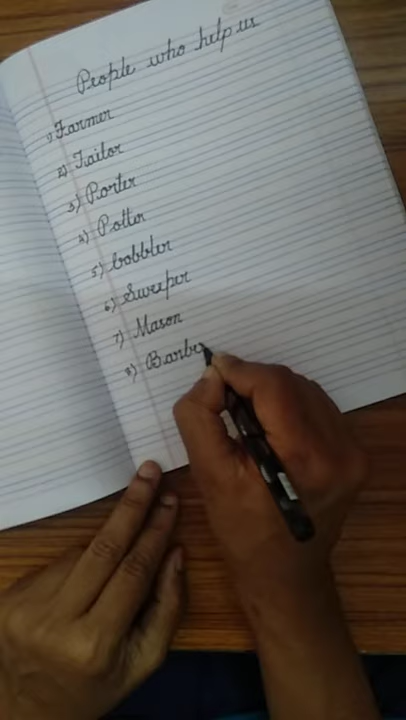 People who help us
1) Farmer
2) Tailor
3) Porter
4) Potter
5) Cobbler
6) Sweeper
7) Mason
8) Barbe